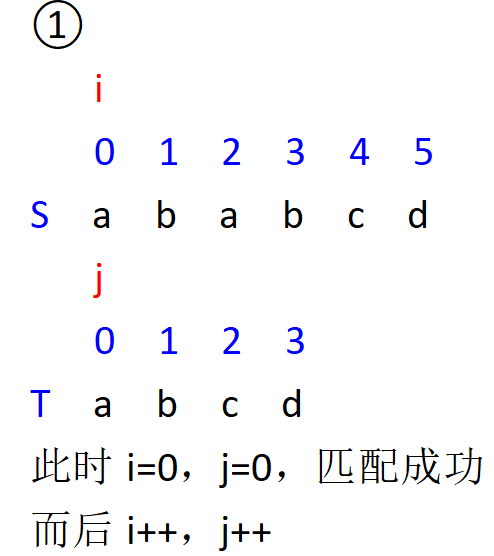 ①
i
0 1 2 3 4 5
S a b a b c d
j
0 1 2 3
T a b c d
此时 i=0，j=0，匹配成功
而后 i++，j++